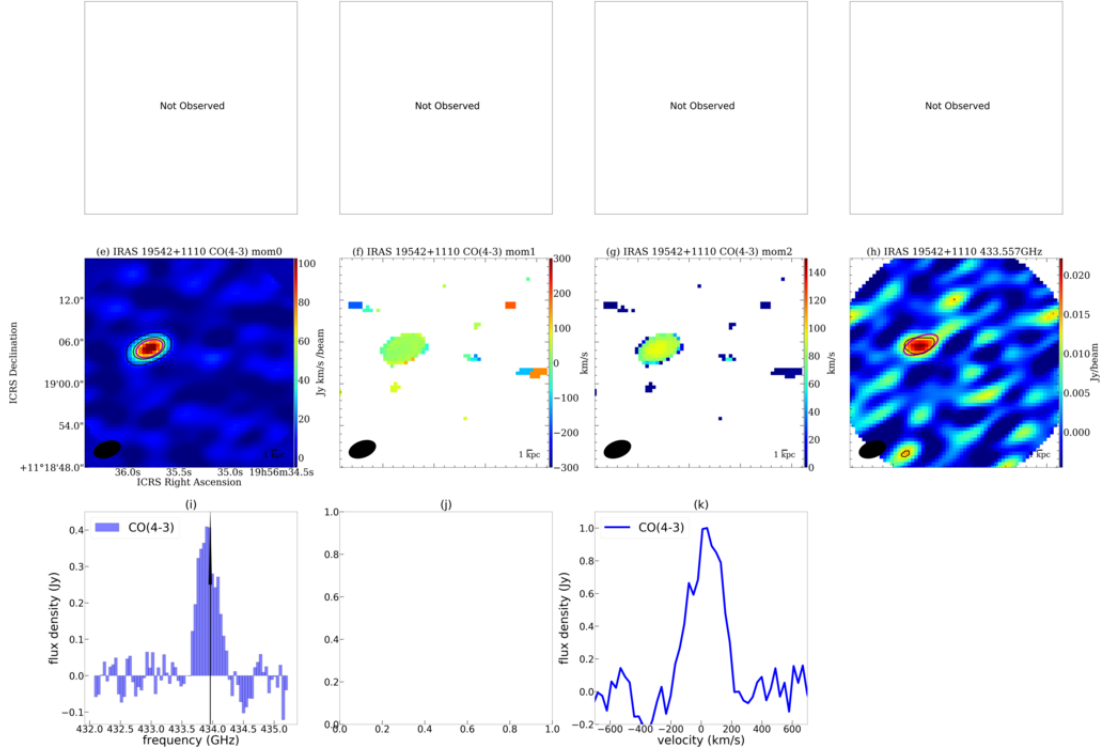 Not Observed
Not Observed
Not Observed
Not Observed
(e) IRAS 19542+1110 CO(4-3) mom0
(f) IRAS 19542+1110 CO(4-3) mom1
(g) IRAS 19542+1110 CO(4-3) mom2
(h) IRAS 19542+1110 433.557GHz
ICRS Declination
12.0"
06.0"
19°00.0"
54.0"
+11°18'48.0"
36.0s 35.5s 35.0s 19h56m34.5s
ICRS Right Ascension
100
80
60
40
20
0
Jy km/s /beam
300
200
100
0
−100
−200
−300
km/s
1 kpc
140
120
100
80
60
40
20
0
km/s
1 kpc
0.020
0.010
0.000
Jy/beam
kpc
(i)
CO(4-3)
flux density (Jy)
0.4
0.3
0.2
0.1
0.0
−0.1
432.0 432.5 433.0 433.5 434.0 434.5 435.0
frequency (GHz)
(j)
1.0
0.8
0.6
0.4
0.2
0.0
0 0.2 0.4 0.6 0.8 1.0
(k)
CO(4-3)
flux density (Jy)
1.0
0.8
0.6
0.4
0.2
0.0
−0.2
−600 −400 −200 0 200 400 600
velocity (km/s)